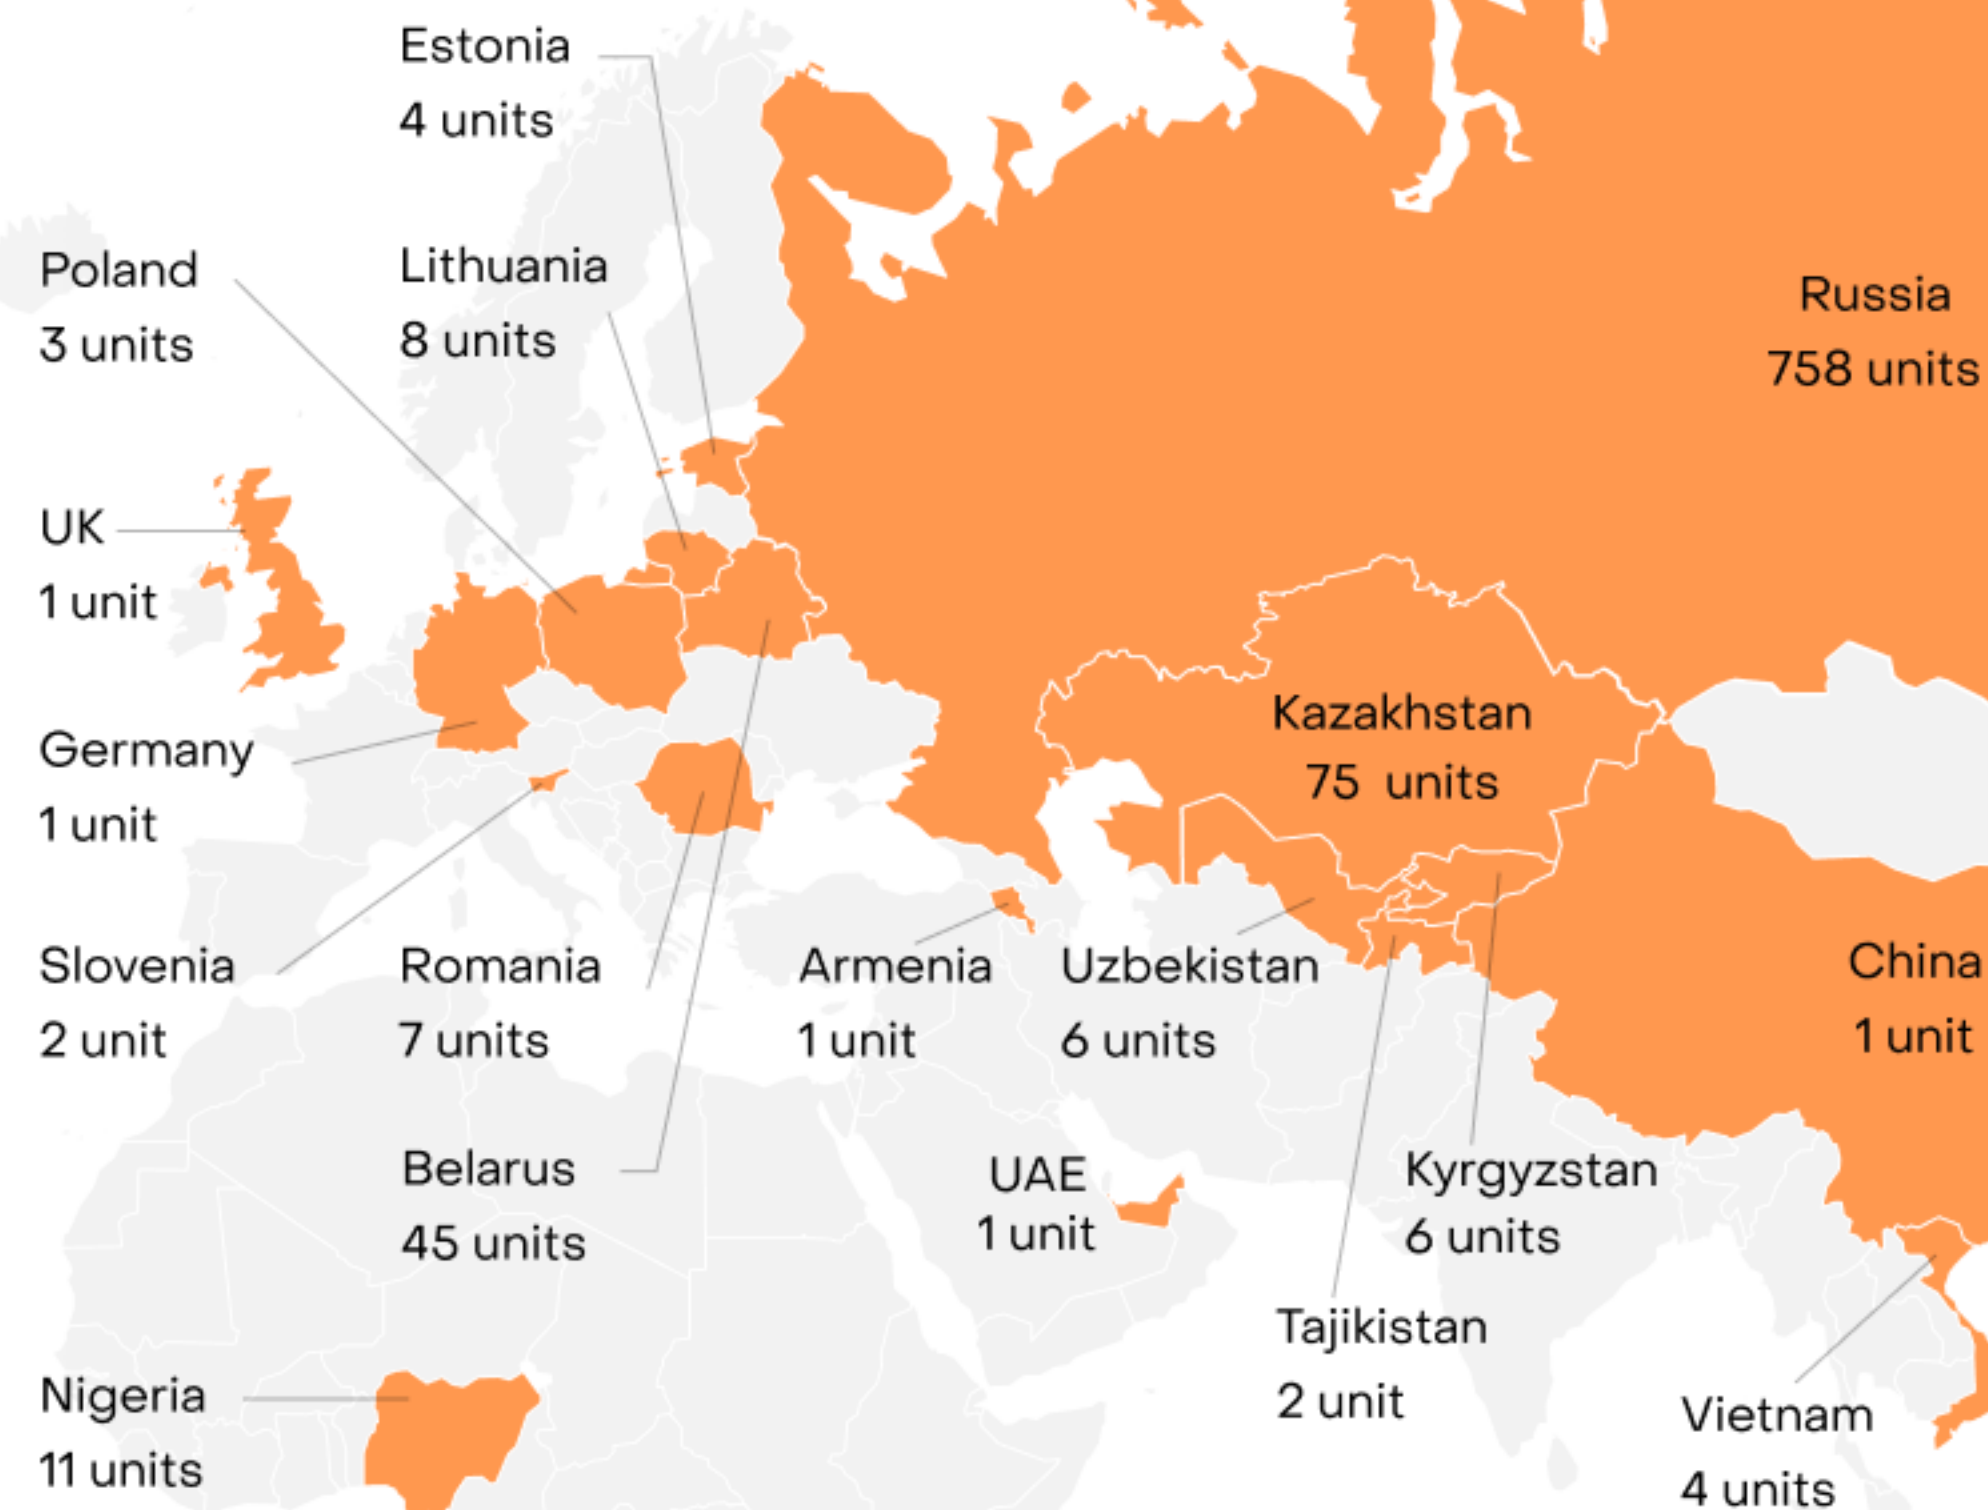 Estonia
4 units
Poland
3 units
Lithuania
8 units
Russia
758 units
UK
1 unit
Kazakhstan
75 units
Germany
1 unit
Slovenia
2 unit
Romania
7 units
Armenia
1 unit
Uzbekistan
6 units
China
1 unit
Belarus
45 units
UAE
1 unit
Kyrgyzstan
6 units
Tajikistan
2 unit
Nigeria
11 units
Vietnam
4 units